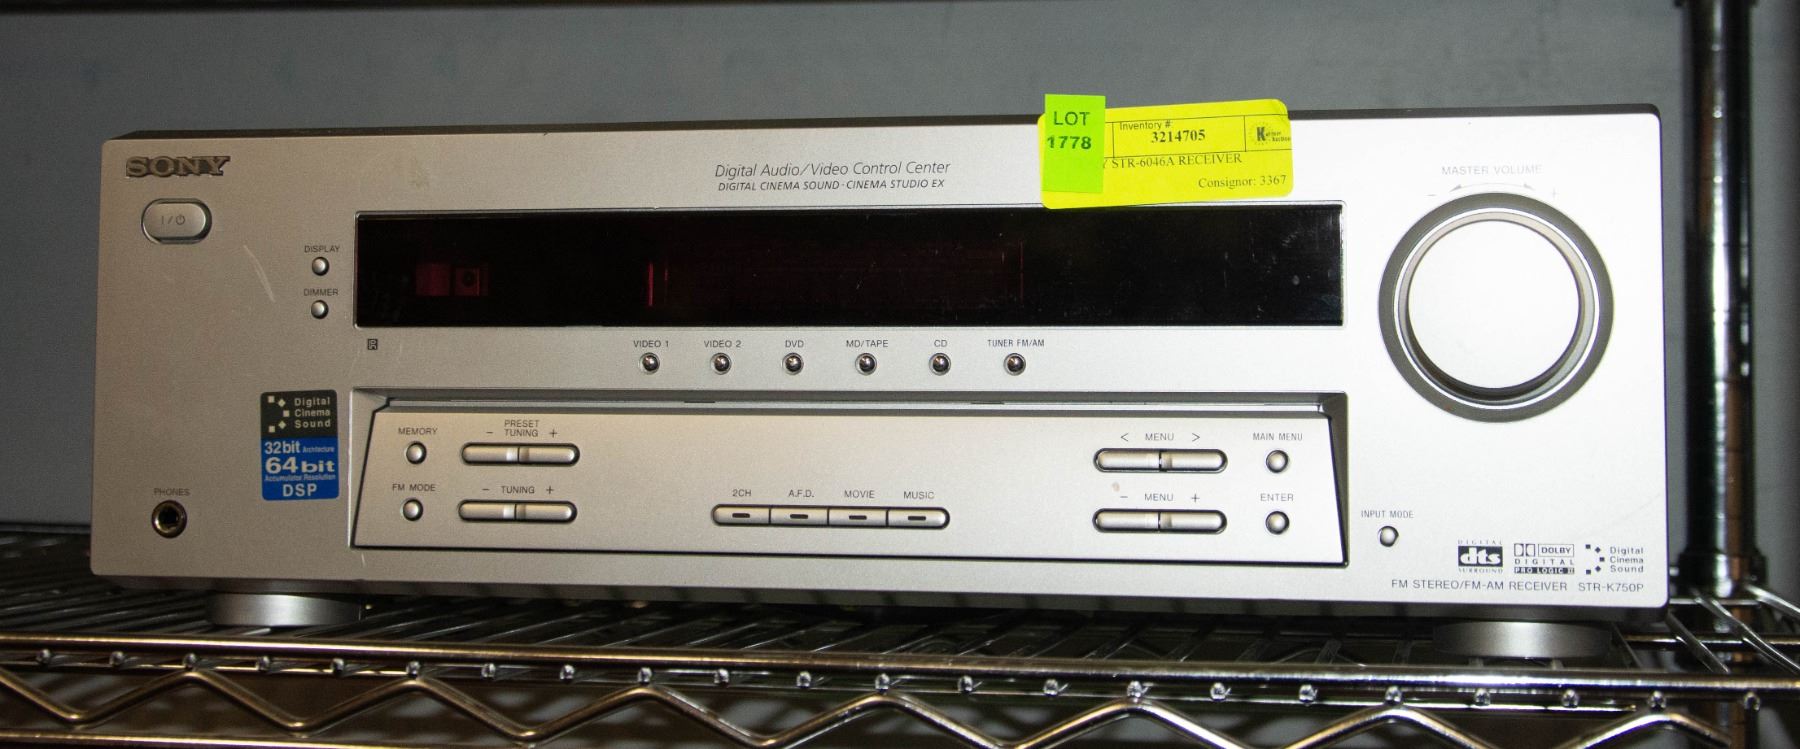 SONY
I/⏻
Digital Audio/Video Control Center
DIGITAL CINEMA SOUND·CINEMA STUDIO EX
LOT
1778
Inventory #
3214705
Y STR-6046A RECEIVER
Consignor: 3367
MASTER VOLUME
- +
DISPLAY
DIMMER
VIDEO 1 VIDEO 2 DVD MD/TAPE CD TUNER FM/AM
Digital
Cinema
Sound
32bit Architecture
64bit
Accumulator Resolution
DSP
PHONES
MEMORY
- PRESET TUNING +
FM MODE
- TUNING +
2CH A.F.D. MOVIE MUSIC
< MENU >
MAIN MENU
- MENU +
ENTER
INPUT MODE
DIGITAL
dts
SURROUND
DOLBY
DIGITAL
PRO LOGIC II
Digital
Cinema
Sound
FM STEREO/FM-AM RECEIVER STR-K750P